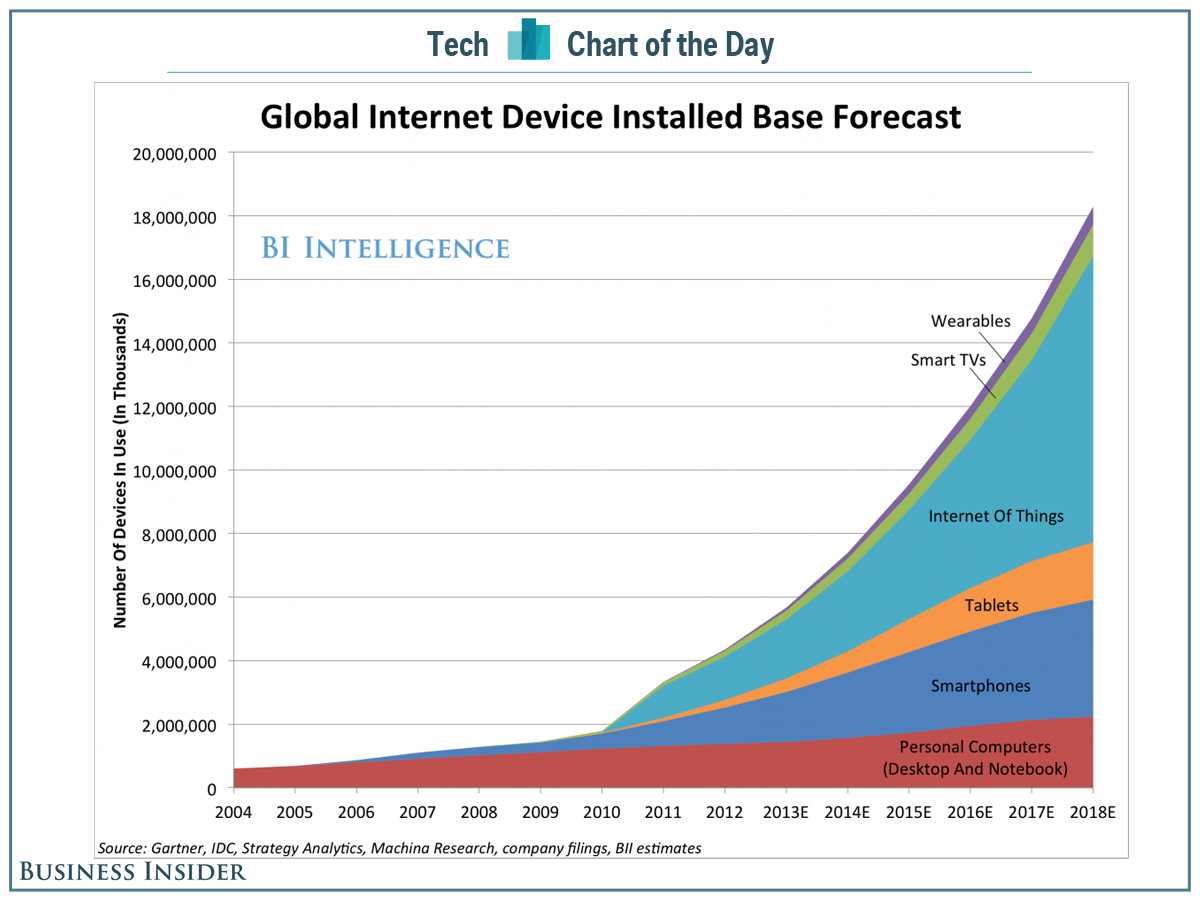 Tech Chart of the Day
Global Internet Device Installed Base Forecast
20,000,000
18,000,000
16,000,000
14,000,000
12,000,000
10,000,000
8,000,000
6,000,000
4,000,000
2,000,000
0
Number Of Devices In Use (In Thousands)
BI INTELLIGENCE
Wearables
Smart TVs
Internet Of Things
Tablets
Smartphones
Personal Computers
(Desktop And Notebook)
2004 2005 2006 2007 2008 2009 2010 2011 2012 2013E 2014E 2015E 2016E 2017E 2018E
Source: Gartner, IDC, Strategy Analytics, Machina Research, company filings, BII estimates
BUSINESS INSIDER